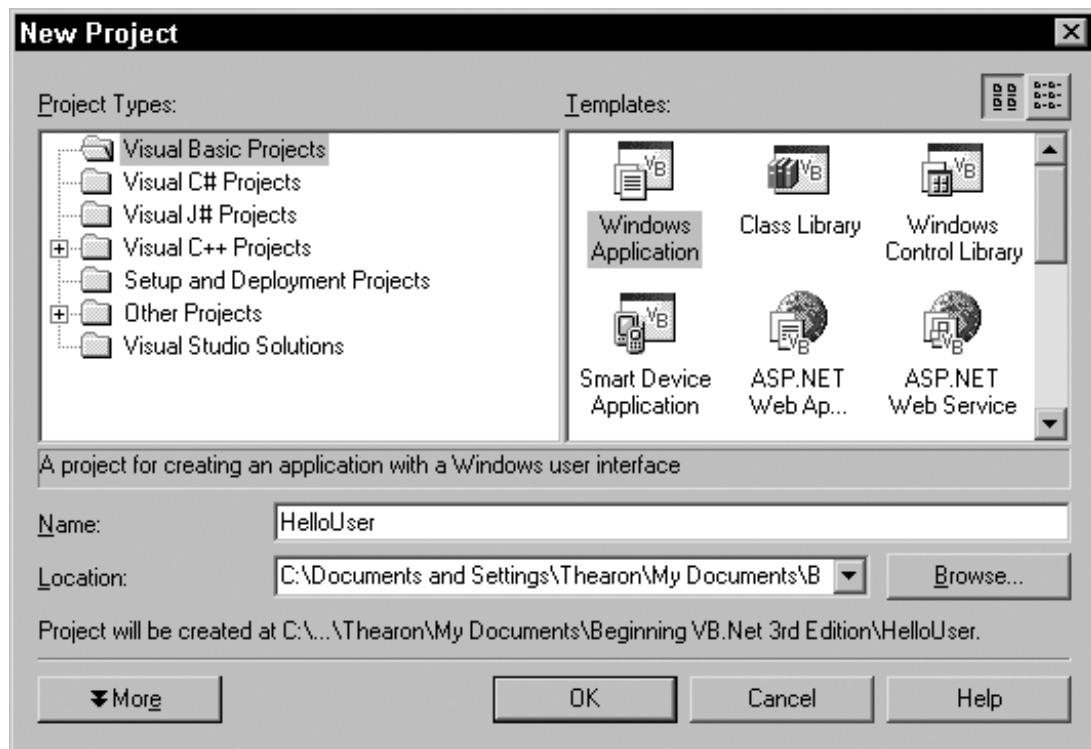 New Project
Project Types:
Templates:
Visual Basic Projects
Visual C# Projects
Visual J# Projects
Visual C++ Projects
Setup and Deployment Projects
Other Projects
Visual Studio Solutions
VB
Windows
Application
VB
Class Library
VB
Windows
Control Library
VB
Smart Device
Application
VB
ASP.NET
Web Ap...
VB
ASP.NET
Web Service
A project for creating an application with a Windows user interface
Name:
HelloUser
Location:
C:\Documents and Settings\Thearon\My Documents\B
Browse...
Project will be created at C:\...\Thearon\My Documents\Beginning VB.Net 3rd Edition\HelloUser.
More
OK
Cancel
Help